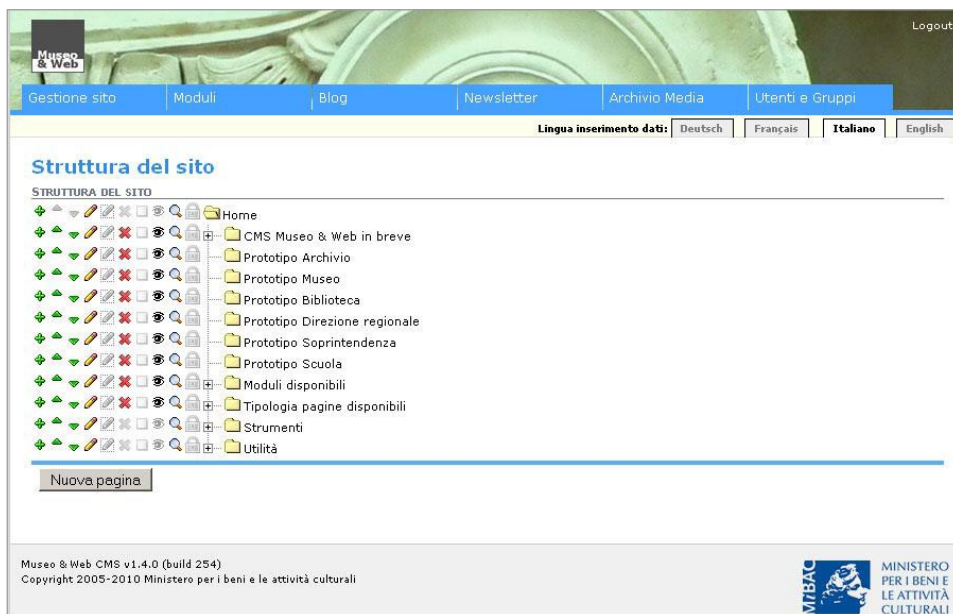 Logout
Museo
& Web
Gestione sito Moduli Blog Newsletter Archivio Media Utenti e Gruppi
Lingua inserimento dati: Deutsch Français Italiano English
Struttura del sito
STRUTTURA DEL SITO
Home
CMS Museo & Web in breve
Prototipo Archivio
Prototipo Museo
Prototipo Biblioteca
Prototipo Direzione regionale
Prototipo Soprintendenza
Prototipo Scuola
Moduli disponibili
Tipologia pagine disponibili
Strumenti
Utilità
Nuova pagina
Museo & Web CMS v1.4.0 (build 254)
Copyright 2005-2010 Ministero per i beni e le attività culturali
MiBAC
MINISTERO
PER I BENI E
LE ATTIVITÀ
CULTURALI